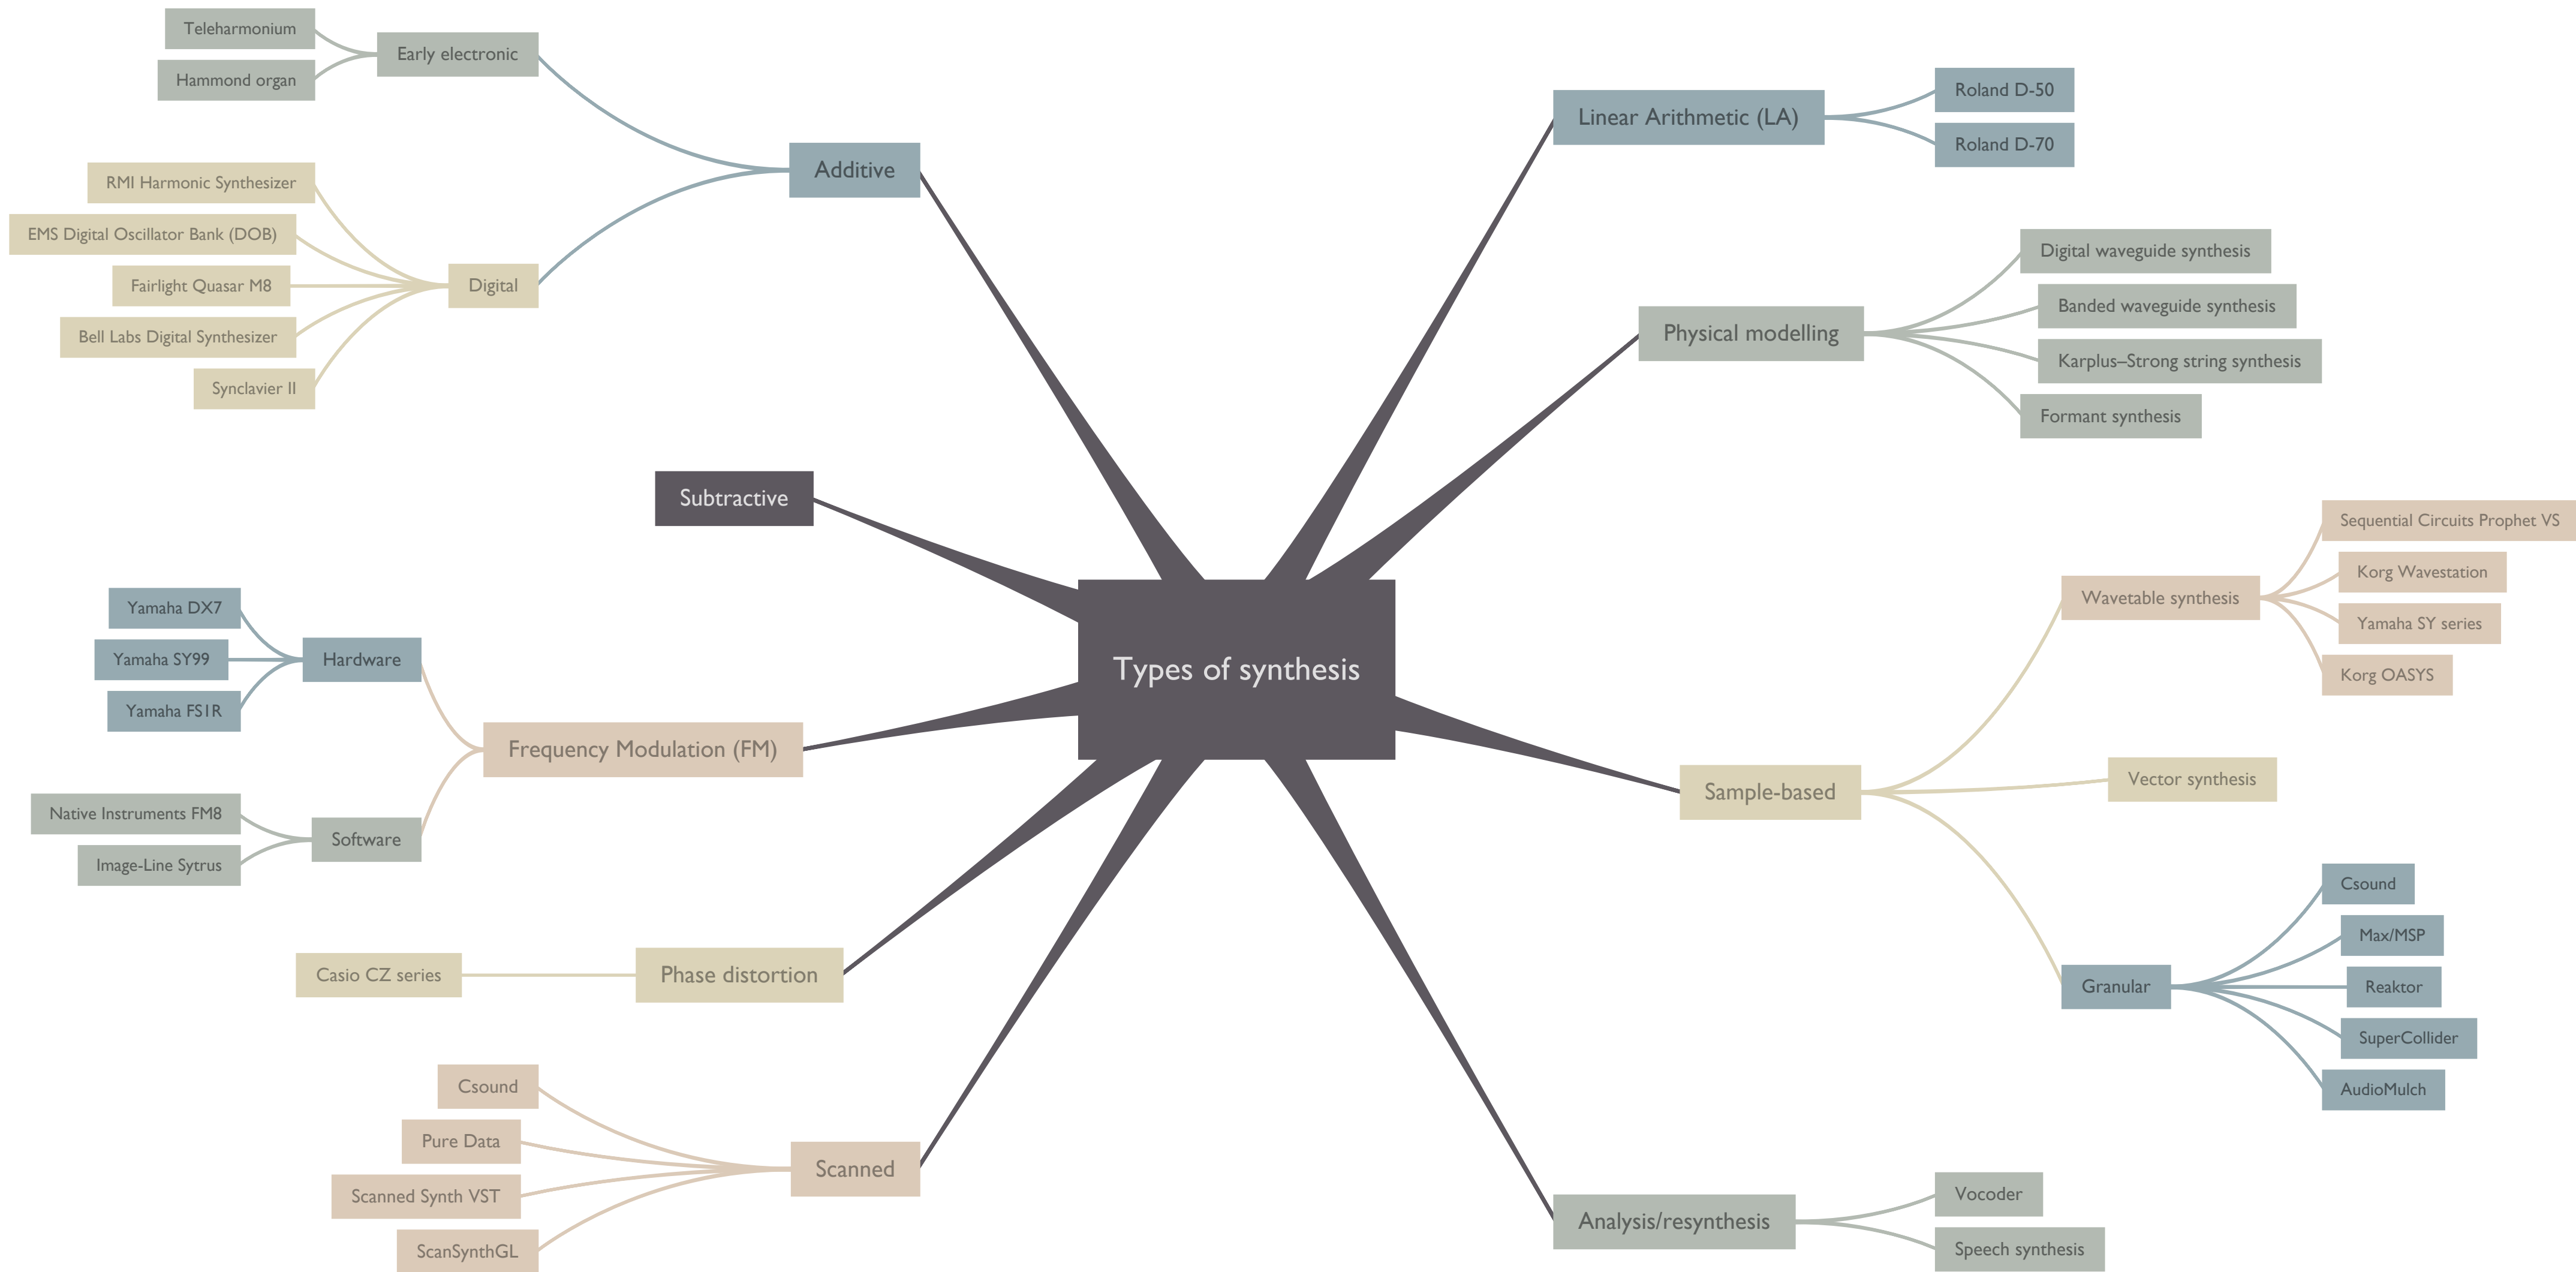 Types of synthesis
Additive
Early electronic
Teleharmonium
Hammond organ
Digital
RMI Harmonic Synthesizer
EMS Digital Oscillator Bank (DOB)
Fairlight Quasar M8
Bell Labs Digital Synthesizer
Synclavier II
Subtractive
Frequency Modulation (FM)
Hardware
Yamaha DX7
Yamaha SY99
Yamaha FS1R
Software
Native Instruments FM8
Image-Line Sytrus
Phase distortion
Casio CZ series
Scanned
Csound
Pure Data
Scanned Synth VST
ScanSynthGL
Linear Arithmetic (LA)
Roland D-50
Roland D-70
Physical modelling
Digital waveguide synthesis
Banded waveguide synthesis
Karplus–Strong string synthesis
Formant synthesis
Sample-based
Wavetable synthesis
Sequential Circuits Prophet VS
Korg Wavestation
Yamaha SY series
Korg OASYS
Vector synthesis
Granular
Csound
Max/MSP
Reaktor
SuperCollider
AudioMulch
Analysis/resynthesis
Vocoder
Speech synthesis